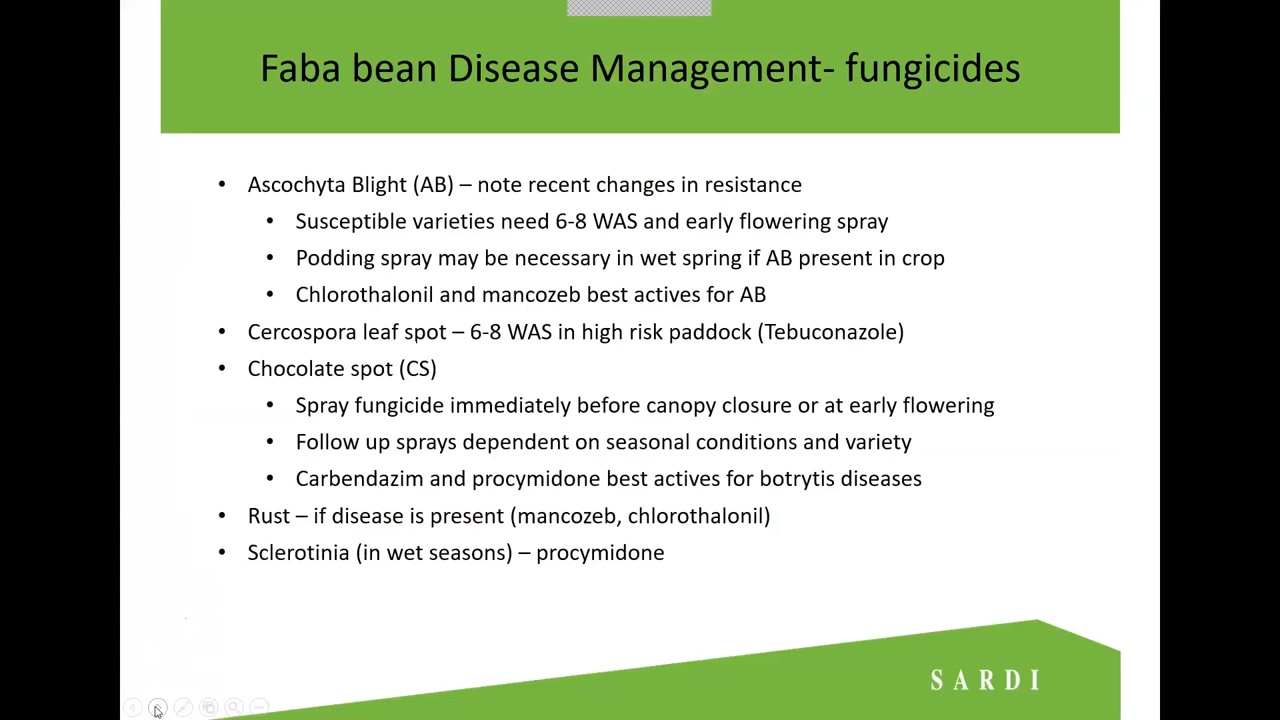 Faba bean Disease Management- fungicides
• Ascochyta Blight (AB) – note recent changes in resistance
• Susceptible varieties need 6-8 WAS and early flowering spray
• Podding spray may be necessary in wet spring if AB present in crop
• Chlorothalonil and mancozeb best actives for AB
• Cercospora leaf spot – 6-8 WAS in high risk paddock (Tebuconazole)
• Chocolate spot (CS)
• Spray fungicide immediately before canopy closure or at early flowering
• Follow up sprays dependent on seasonal conditions and variety
• Carbendazim and procymidone best actives for botrytis diseases
• Rust – if disease is present (mancozeb, chlorothalonil)
• Sclerotinia (in wet seasons) – procymidone
SARDI